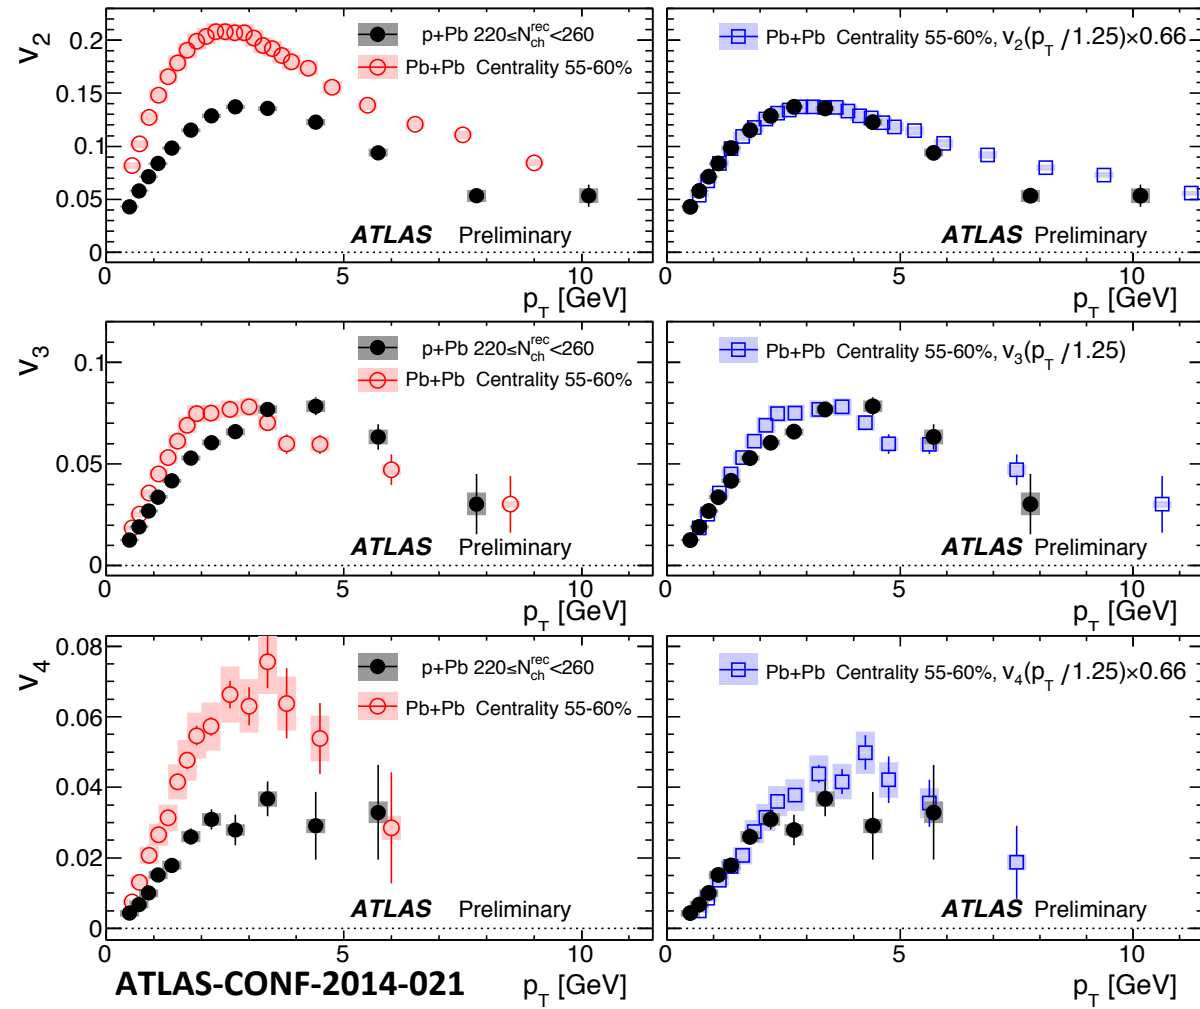 v2
0.2
0.15
0.1
0.05
0
p+Pb 220≤N_ch^rec<260
Pb+Pb Centrality 55-60%
ATLAS Preliminary
0 5 10
p_T [GeV]
Pb+Pb Centrality 55-60%, v_2(p_T /1.25)×0.66
ATLAS Preliminary
0 5 10
p_T [GeV]
v3
0.1
0.05
0
p+Pb 220≤N_ch^rec<260
Pb+Pb Centrality 55-60%
ATLAS Preliminary
0 5 10
p_T [GeV]
Pb+Pb Centrality 55-60%, v_3(p_T /1.25)
ATLAS Preliminary
0 5 10
p_T [GeV]
v4
0.08
0.06
0.04
0.02
0
p+Pb 220≤N_ch^rec<260
Pb+Pb Centrality 55-60%
ATLAS Preliminary
0 5 10
ATLAS-CONF-2014-021
p_T [GeV]
Pb+Pb Centrality 55-60%, v_4(p_T /1.25)×0.66
ATLAS Preliminary
0 5 10
p_T [GeV]